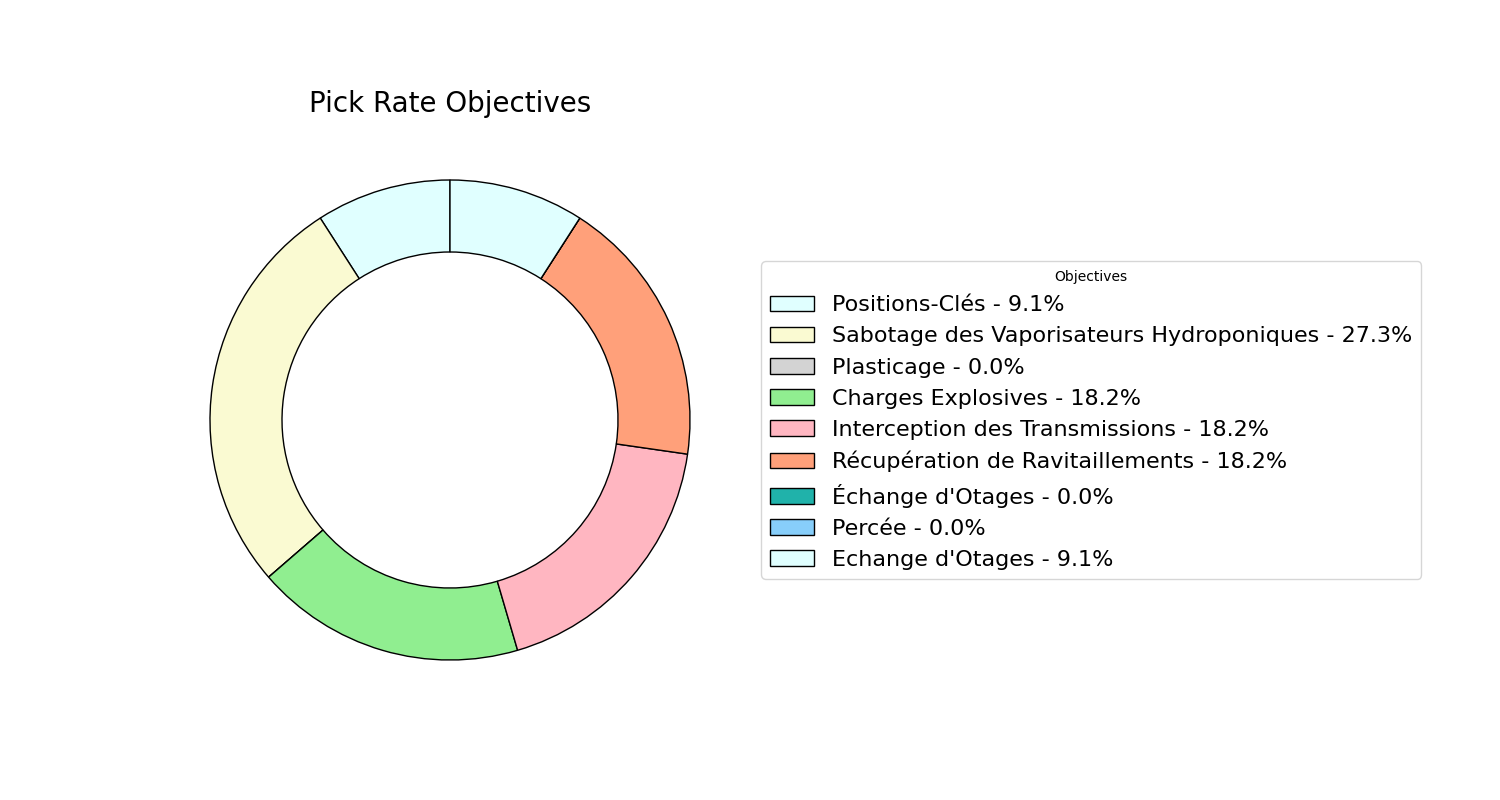 Pick Rate Objectives
Objectives
Positions-Clés - 9.1%
Sabotage des Vaporisateurs Hydroponiques - 27.3%
Plasticage - 0.0%
Charges Explosives - 18.2%
Interception des Transmissions - 18.2%
Récupération de Ravitaillements - 18.2%
Échange d'Otages - 0.0%
Percée - 0.0%
Echange d'Otages - 9.1%